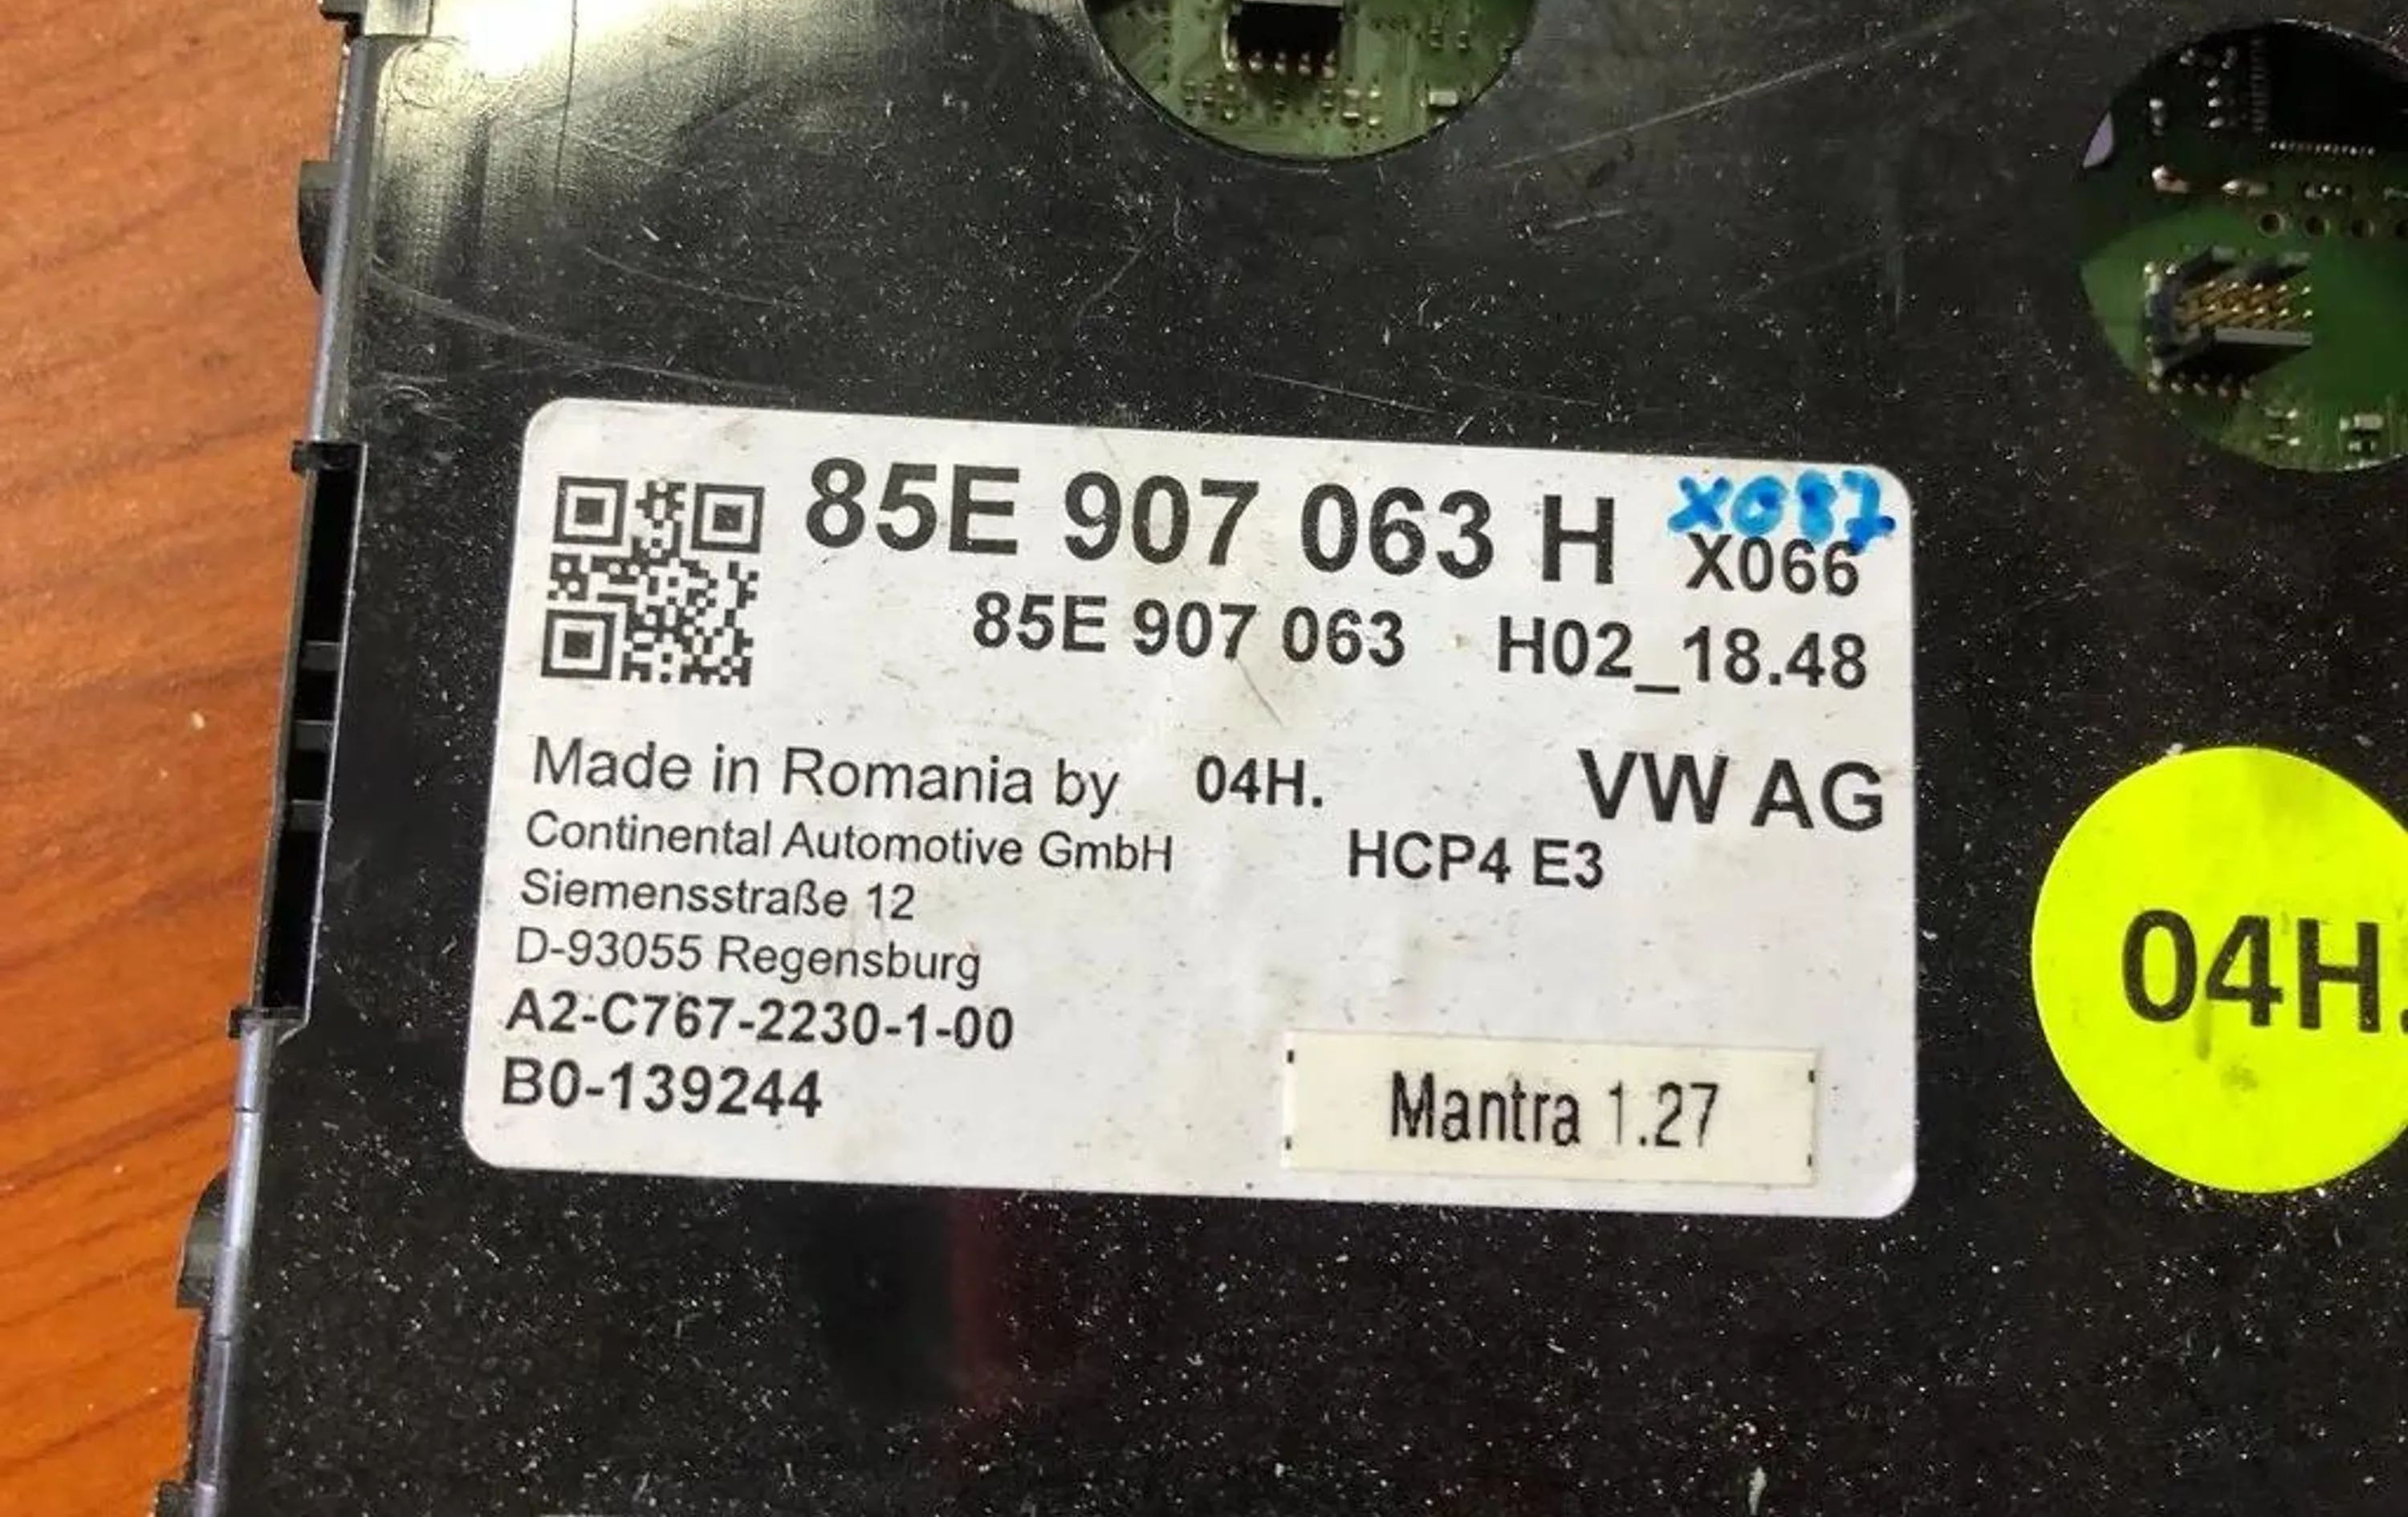 85E 907 063 H X087
X066
85E 907 063 H02_18.48
Made in Romania by 04H. VW AG
Continental Automotive GmbH HCP4 E3
Siemensstraße 12
D-93055 Regensburg
A2-C767-2230-1-00
B0-139244
Mantra 1.27
04H.